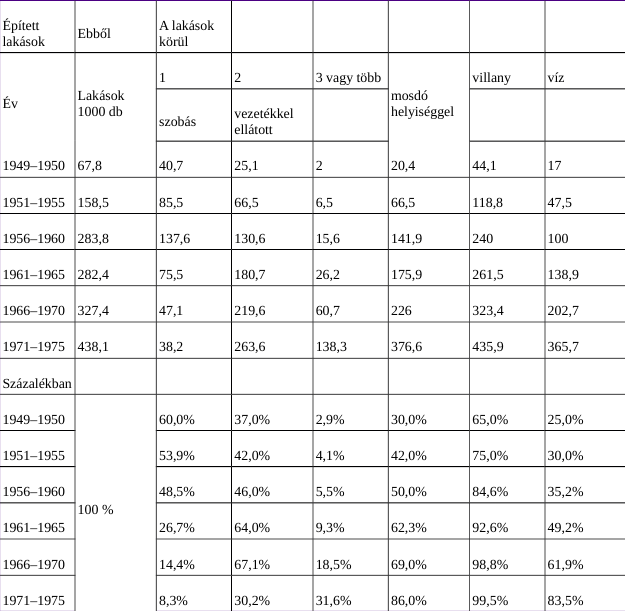 Épített lakások Ebből A lakások körül
1 2 3 vagy több villany víz
Év Lakások 1000 db mosdó helyiséggel
szobás vezetékkel ellátott
1949–1950 67,8 40,7 25,1 2 20,4 44,1 17
1951–1955 158,5 85,5 66,5 6,5 66,5 118,8 47,5
1956–1960 283,8 137,6 130,6 15,6 141,9 240 100
1961–1965 282,4 75,5 180,7 26,2 175,9 261,5 138,9
1966–1970 327,4 47,1 219,6 60,7 226 323,4 202,7
1971–1975 438,1 38,2 263,6 138,3 376,6 435,9 365,7
Százalékban
1949–1950 60,0% 37,0% 2,9% 30,0% 65,0% 25,0%
1951–1955 53,9% 42,0% 4,1% 42,0% 75,0% 30,0%
1956–1960 48,5% 46,0% 5,5% 50,0% 84,6% 35,2%
100 %
1961–1965 26,7% 64,0% 9,3% 62,3% 92,6% 49,2%
1966–1970 14,4% 67,1% 18,5% 69,0% 98,8% 61,9%
1971–1975 8,3% 30,2% 31,6% 86,0% 99,5% 83,5%